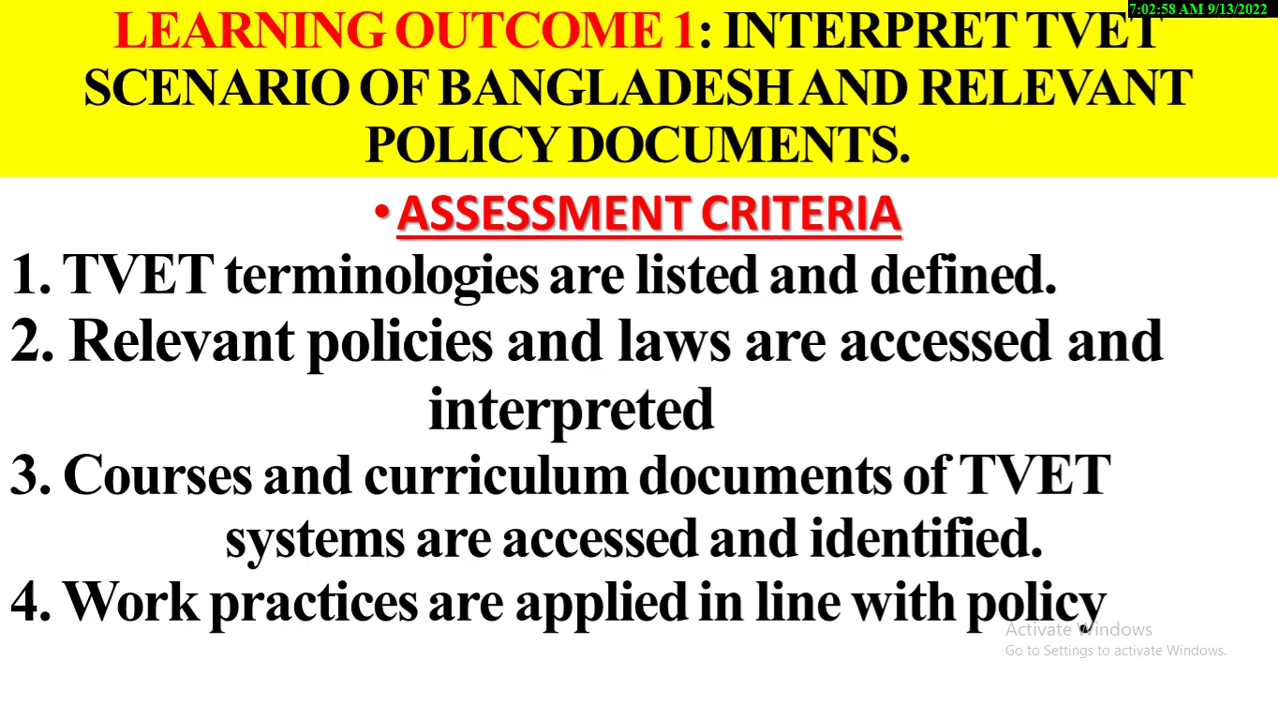 7:02:58 AM 9/13/2022
LEARNING OUTCOME 1: INTERPRET TVET
SCENARIO OF BANGLADESH AND RELEVANT
POLICY DOCUMENTS.
•ASSESSMENT CRITERIA
1. TVET terminologies are listed and defined.
2. Relevant policies and laws are accessed and
interpreted
3. Courses and curriculum documents of TVET
systems are accessed and identified.
4. Work practices are applied in line with policy
Activate Windows
Go to Settings to activate Windows.